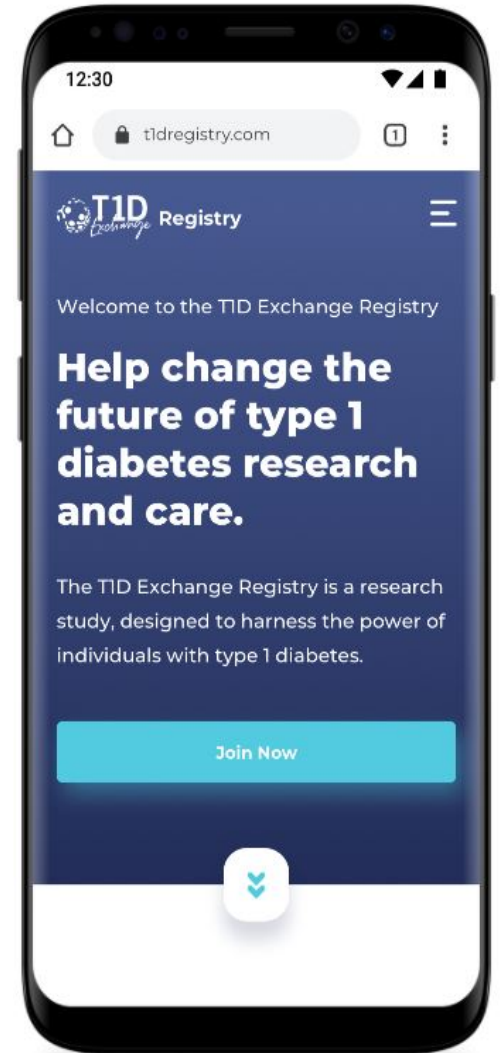 12:30
t1dregistry.com
1
T1D
Exchange
Registry
Welcome to the T1D Exchange Registry
Help change the
future of type 1
diabetes research
and care.
The T1D Exchange Registry is a research
study, designed to harness the power of
individuals with type 1 diabetes.
Join Now